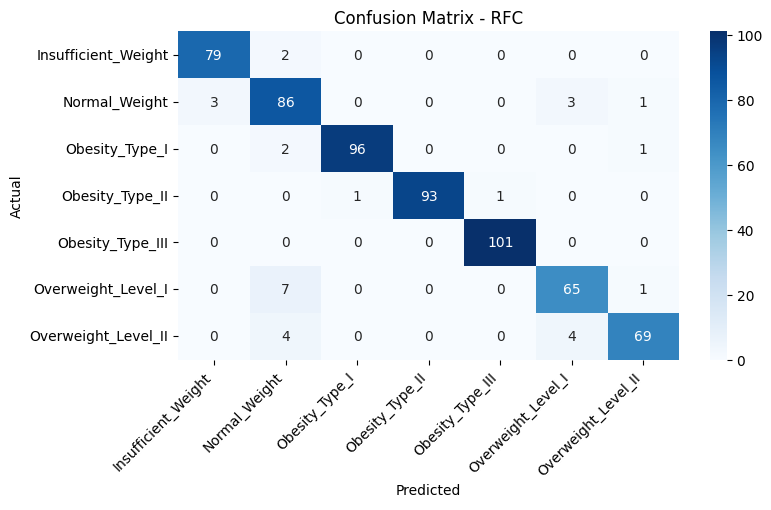 Confusion Matrix - RFC
Insufficient_Weight 79 2 0 0 0 0 0
Normal_Weight 3 86 0 0 0 3 1
Obesity_Type_I 0 2 96 0 0 0 1
Obesity_Type_II 0 0 1 93 1 0 0
Obesity_Type_III 0 0 0 0 101 0 0
Overweight_Level_I 0 7 0 0 0 65 1
Overweight_Level_II 0 4 0 0 0 4 69
Actual
Insufficient_Weight
Normal_Weight
Obesity_Type_I
Obesity_Type_II
Obesity_Type_III
Overweight_Level_I
Overweight_Level_II
Predicted
100
80
60
40
20
0